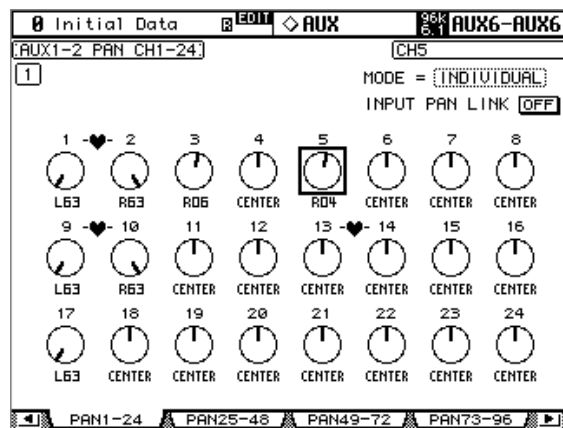 0 Initial Data EDIT AUX 96K 6.1 AUX6-AUX6
AUX1-2 PAN CH1-24 CH5
1
MODE = INDIVIDUAL
INPUT PAN LINK OFF
1 2 3 4 5 6 7 8
L63 R63 R06 CENTER R04 CENTER CENTER CENTER
9 10 11 12 13 14 15 16
L63 R63 CENTER CENTER CENTER CENTER CENTER CENTER
17 18 19 20 21 22 23 24
L63 CENTER CENTER CENTER CENTER CENTER CENTER CENTER
PAN1-24 PAN25-48 PAN49-72 PAN73-96